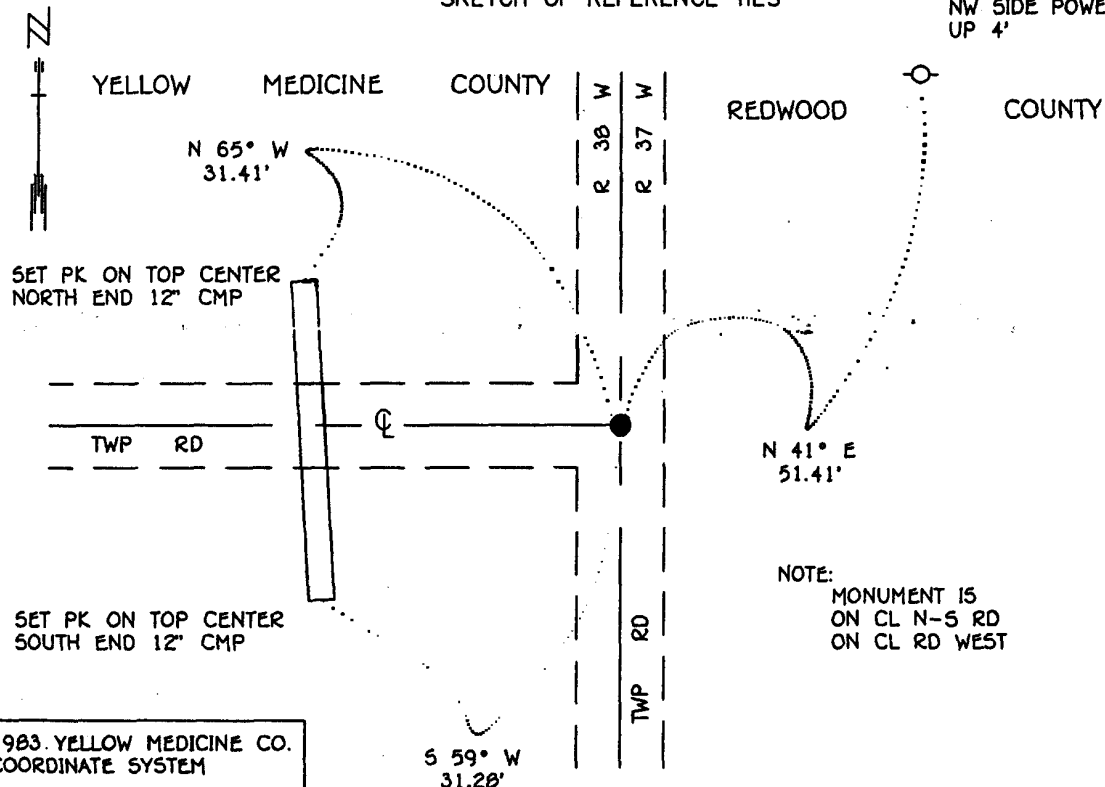 SKETCH OF REFERENCE TIES
NW SIDE POWE
UP 4'
N
YELLOW MEDICINE COUNTY
R 38 W
R 37 W
REDWOOD COUNTY
N 65° W
31.41'
SET PK ON TOP CENTER
NORTH END 12" CMP
TWP RD
℄
N 41° E
51.41'
NOTE:
MONUMENT IS
ON CL N-S RD
ON CL RD WEST
SET PK ON TOP CENTER
SOUTH END 12" CMP
TWP RD
983 YELLOW MEDICINE CO.
COORDINATE SYSTEM
S 59° W
31.28'